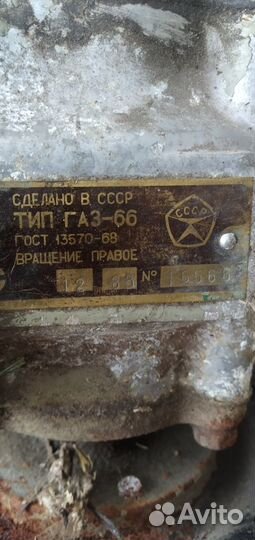 СДЕЛАНО В СССР
СССР
ТИП ГАЗ-66
ГОСТ 13570-68
ВРАЩЕНИЕ ПРАВОЕ
12 №
Avito